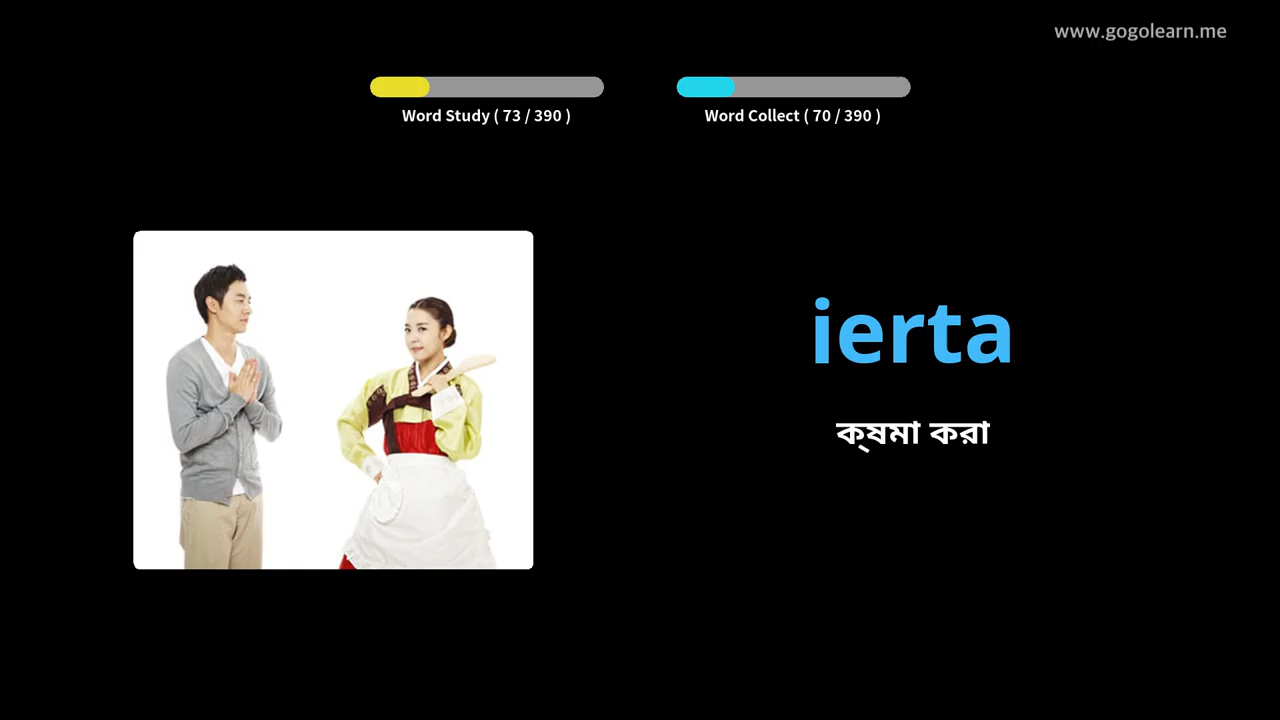 www.gogolearn.me
Word Study ( 73 / 390 )
Word Collect ( 70 / 390 )
ierta
ক্ষমা করা